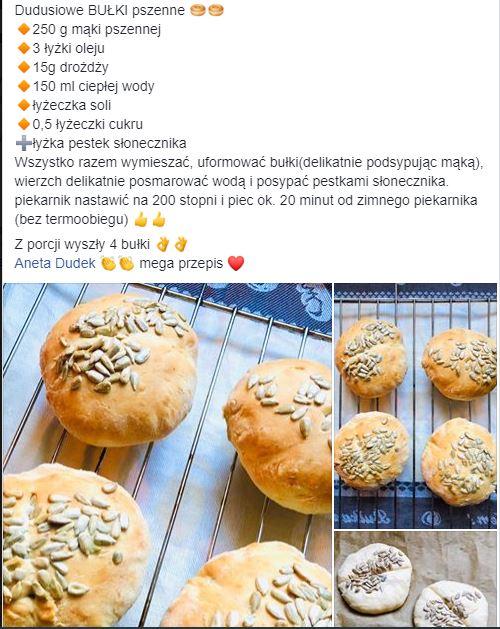 Dudusiowe BUŁKI pszenne 🥯🥯
🔸250 g mąki pszennej
🔸3 łyżki oleju
🔸15g drożdży
🔸150 ml ciepłej wody
🔸łyżeczka soli
🔸0,5 łyżeczki cukru
➕łyżka pestek słonecznika
Wszystko razem wymieszać, uformować bułki(delikatnie podsypując mąką),
wierzch delikatnie posmarować wodą i posypać pestkami słonecznika.
piekarnik nastawić na 200 stopni i piec ok. 20 minut od zimnego piekarnika
(bez termoobiegu) 👍👍
Z porcji wyszły 4 bułki 👌👌
Aneta Dudek 👏👏 mega przepis ❤️